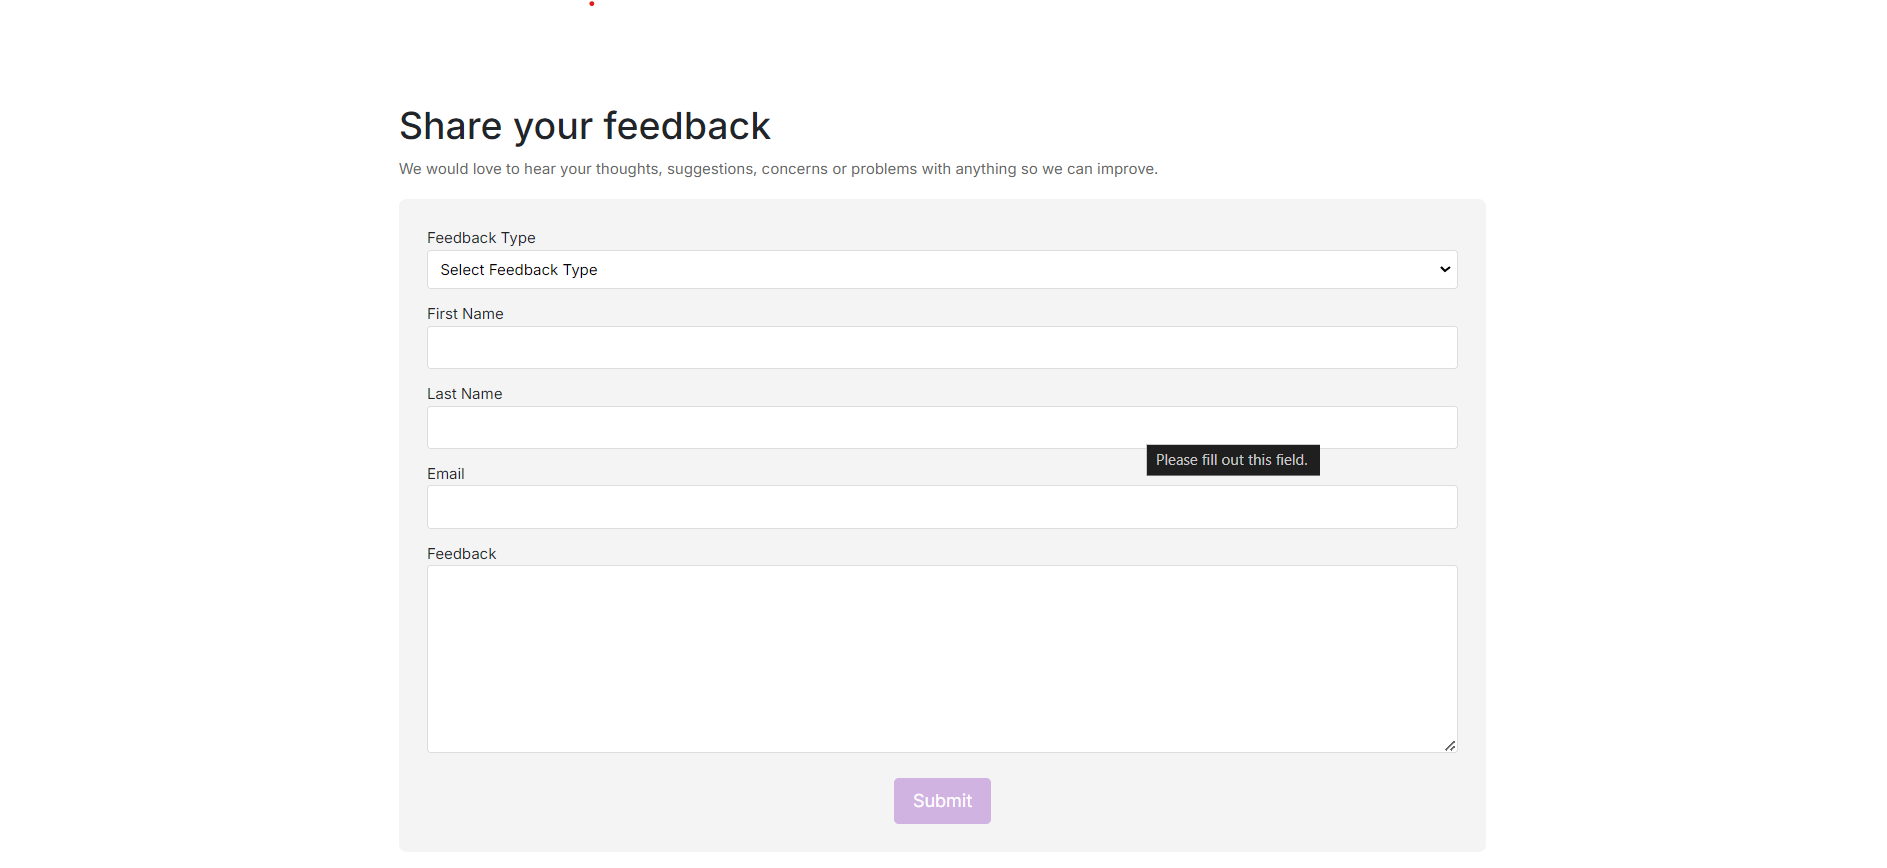 Share your feedback
We would love to hear your thoughts, suggestions, concerns or problems with anything so we can improve.
Feedback Type
Select Feedback Type
First Name
Last Name
Please fill out this field.
Email
Feedback
Submit